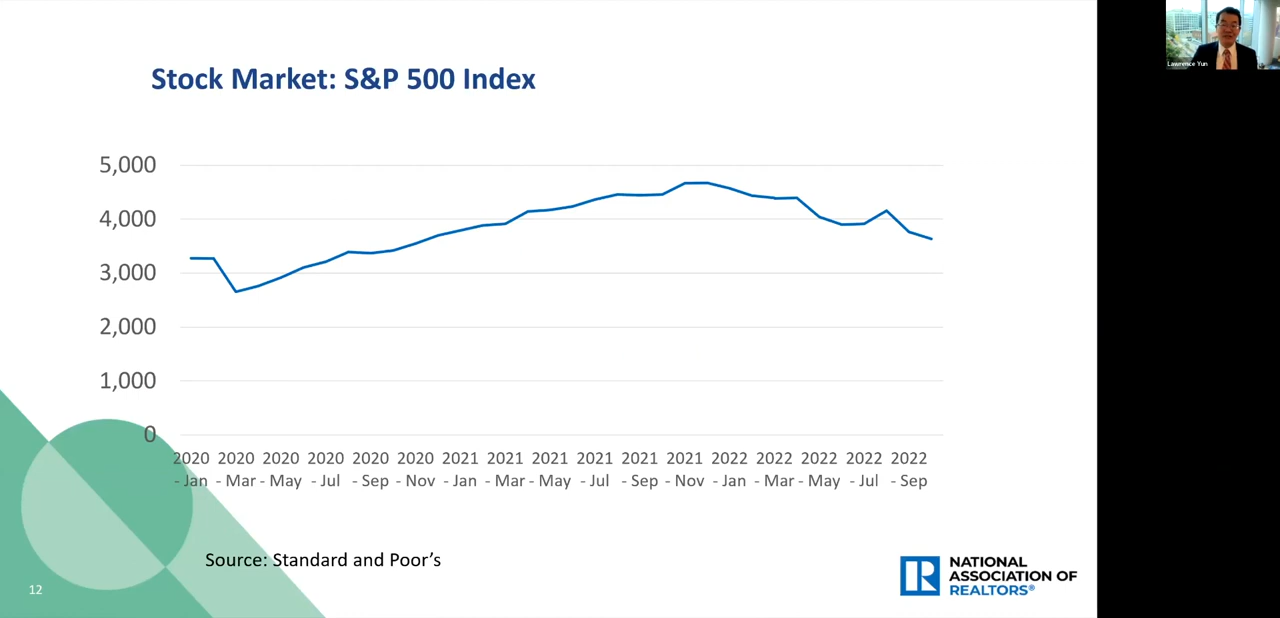 Stock Market: S&P 500 Index
Lawrence Yun
5,000
4,000
3,000
2,000
1,000
0
2020 2020 2020 2020 2020 2020 2021 2021 2021 2021 2021 2021 2022 2022 2022 2022 2022
- Jan - Mar - May - Jul - Sep - Nov - Jan - Mar - May - Jul - Sep - Nov - Jan - Mar - May - Jul - Sep
Source: Standard and Poor's
12
R
NATIONAL
ASSOCIATION OF
REALTORS®